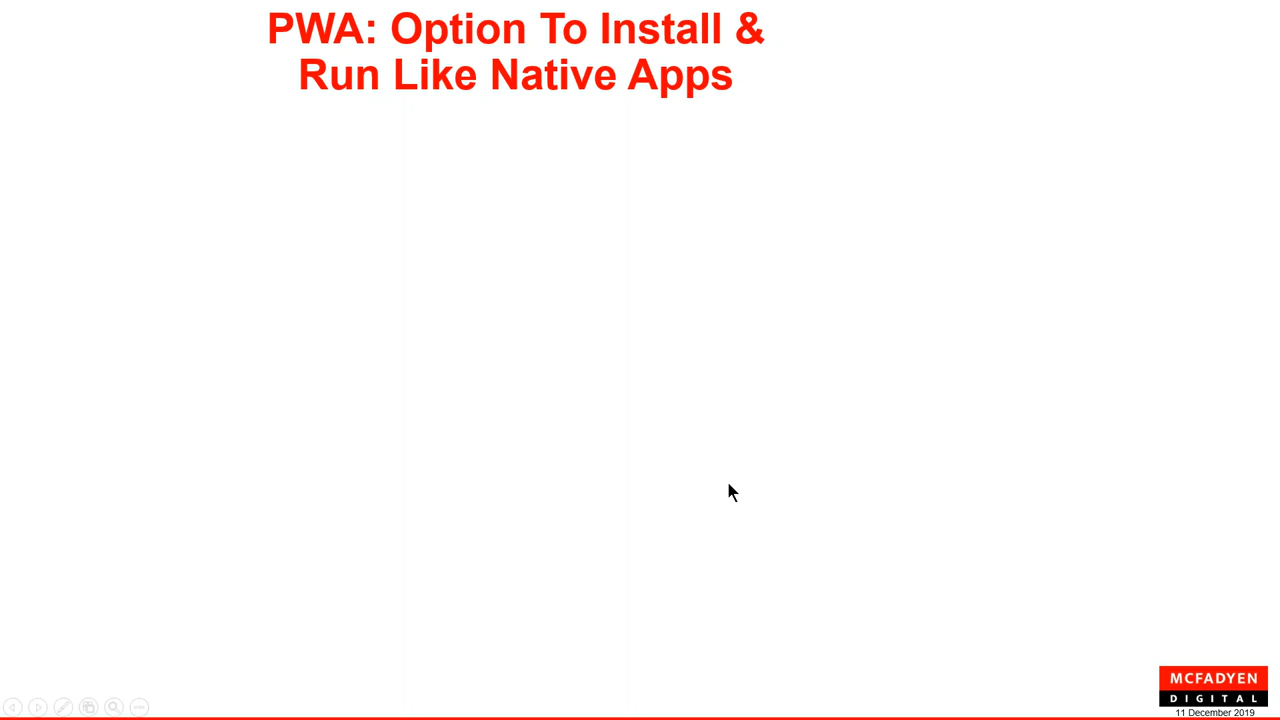 PWA: Option To Install &
Run Like Native Apps
MCFADYEN
DIGITAL
11 December 2019